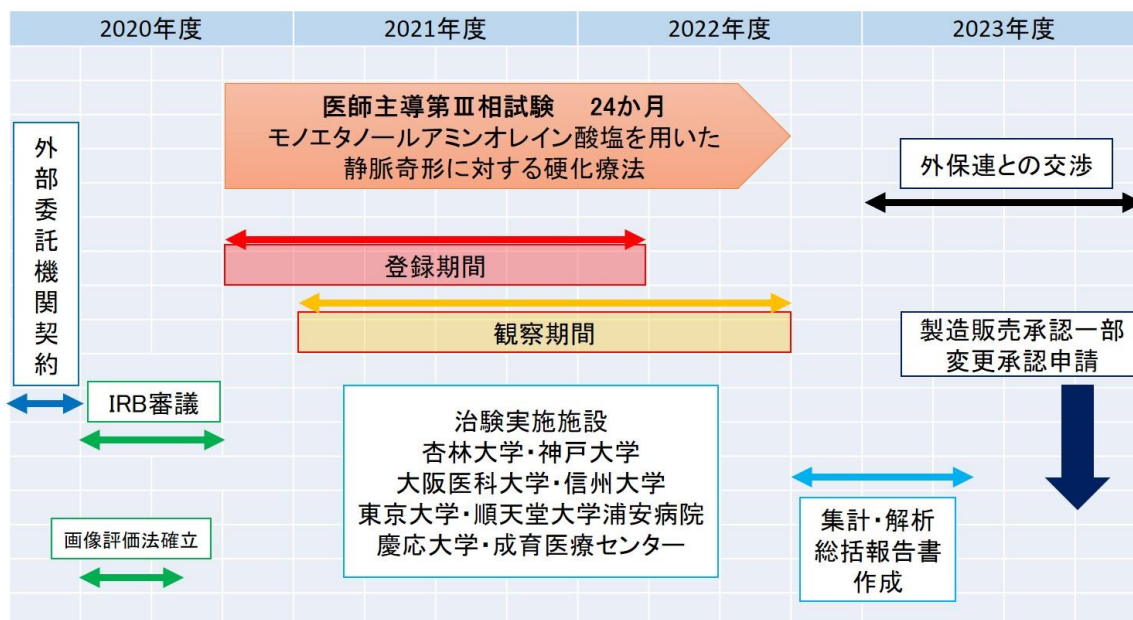 2020年度
2021年度
2022年度
2023年度
医師主導第Ⅲ相試験　24か月
モノエタノールアミンオレイン酸塩を用いた
静脈奇形に対する硬化療法
外部委託機関契約
外保連との交渉
登録期間
観察期間
製造販売承認一部
変更承認申請
IRB審議
治験実施施設
杏林大学・神戸大学
大阪医科大学・信州大学
東京大学・順天堂大学浦安病院
慶応大学・成育医療センター
画像評価法確立
集計・解析
総括報告書
作成